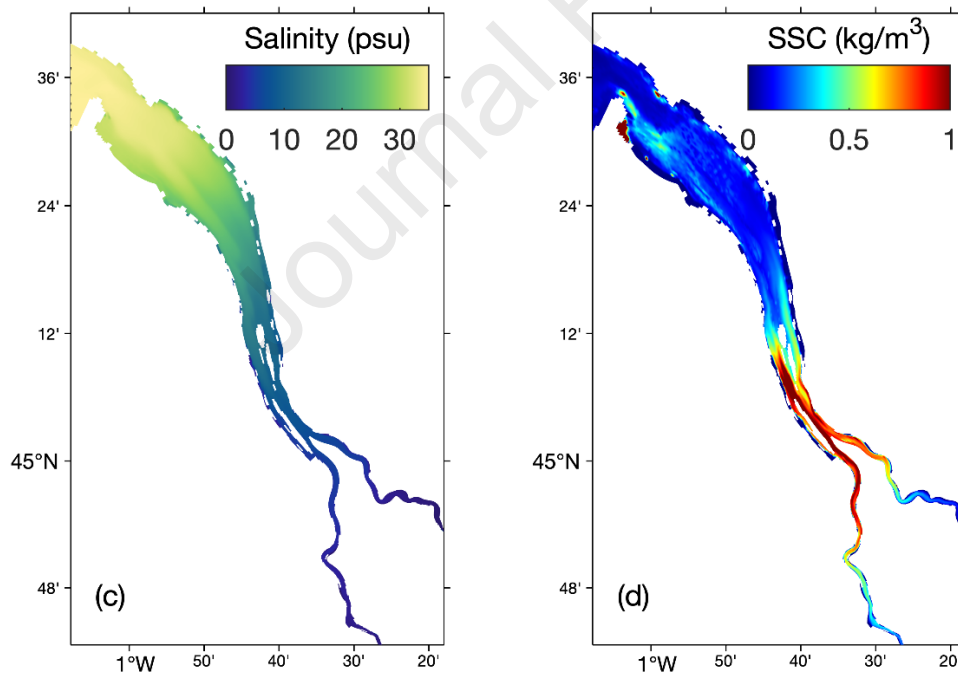 Salinity (psu)
0 10 20 30
36'
24'
12'
45°N
48'
(c)
1°W 50' 40' 30' 20'
SSC (kg/m³)
0 0.5 1
36'
24'
12'
45°N
48'
(d)
1°W 50' 40' 30' 20'
Journal